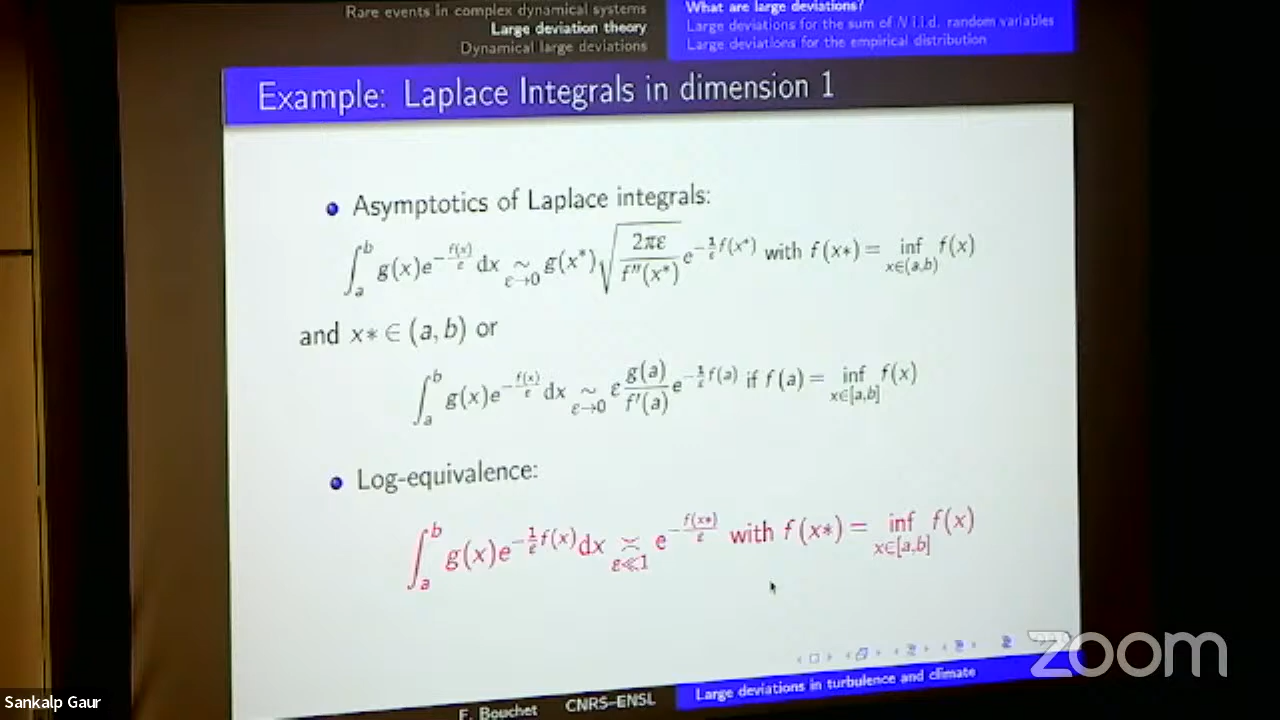 Rare events in complex dynamical systems
Large deviation theory
Dynamical large deviations
What are large deviations?
Large deviations for the sum of N i.i.d. random variables
Large deviations for the empirical distribution
Example: Laplace Integrals in dimension 1
Asymptotics of Laplace integrals:
∫_a^b g(x)e^{-f(x)/ε} dx ∼_{ε→0} g(x*)√(2πε/f''(x*)) e^{-1/ε f(x*)} with f(x*) = inf_{x∈(a,b)} f(x)
and x* ∈ (a, b) or
∫_a^b g(x)e^{-f(x)/ε} dx ∼_{ε→0} ε g(a)/f'(a) e^{-1/ε f(a)} if f(a) = inf_{x∈[a,b]} f(x)
Log-equivalence:
∫_a^b g(x)e^{-1/ε f(x)} dx ≍_{ε≪1} e^{-f(x*)/ε} with f(x*) = inf_{x∈[a,b]} f(x)
zoom
F. Bouchet CNRS-ENSL Large deviations in turbulence and climate
Sankalp Gaur